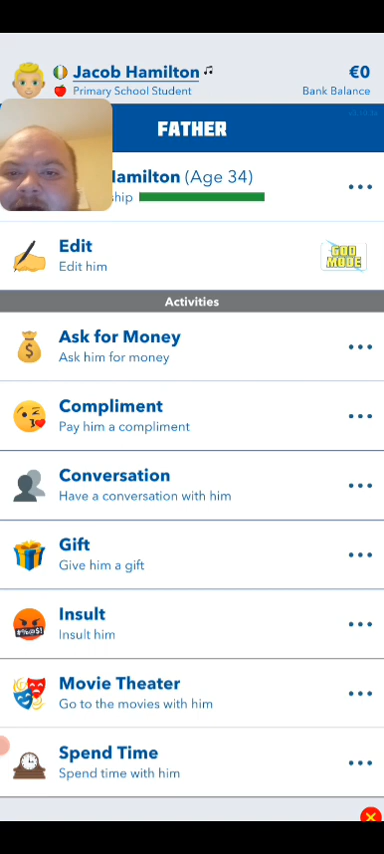 Jacob Hamilton
€0
Primary School Student
Bank Balance
FATHER
Hamilton (Age 34)
Edit
Edit him
GOD MODE
Activities
Ask for Money
Ask him for money
Compliment
Pay him a compliment
Conversation
Have a conversation with him
Gift
Give him a gift
Insult
#%@$!
Insult him
Movie Theater
Go to the movies with him
Spend Time
Spend time with him